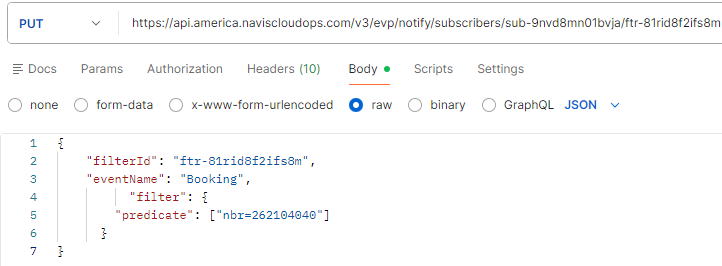 PUT https://api.america.naviscloudops.com/v3/evp/notify/subscribers/sub-9nvd8mn01bvja/ftr-81rid8f2ifs8m
Docs Params Authorization Headers (10) Body Scripts Settings
none form-data x-www-form-urlencoded raw binary GraphQL JSON
1 {
2 "filterId": "ftr-81rid8f2ifs8m",
3 "eventName": "Booking",
4 "filter": {
5 "predicate": ["nbr=262104040"]
6 }
7 }